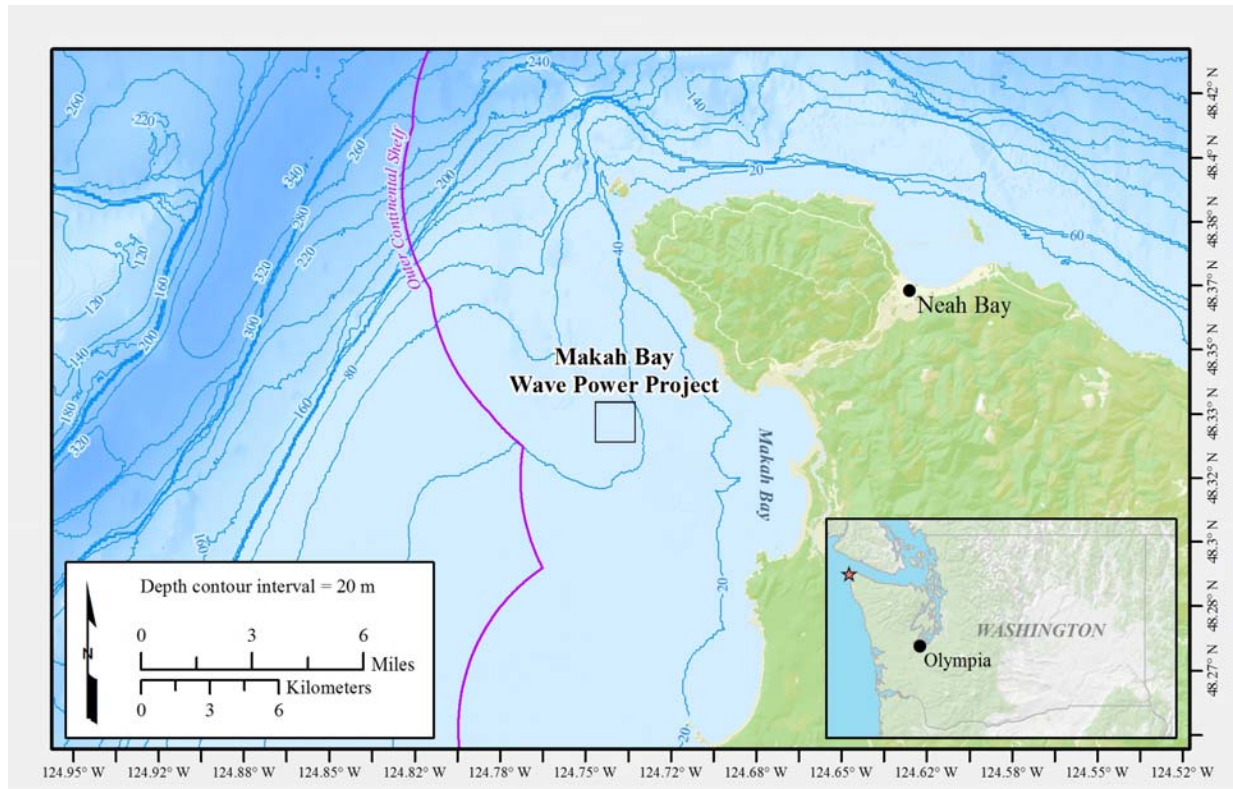 240
260
220
140
260
340
200
20
280
220
320
120
160
120
200
140
300
180
320
80
160
160
40
60
20
20
Outer Continental Shelf
48.42° N
48.4° N
48.38° N
48.37° N
48.35° N
48.33° N
48.32° N
48.3° N
48.28° N
48.27° N
Neah Bay
Makah Bay
Wave Power Project
Makah Bay
Depth contour interval = 20 m
0 3 6
Miles
Kilometers
0 3 6
N
WASHINGTON
Olympia
124.95° W 124.92° W 124.88° W 124.85° W 124.82° W 124.78° W 124.75° W 124.72° W 124.68° W 124.65° W 124.62° W 124.58° W 124.55° W 124.52° W